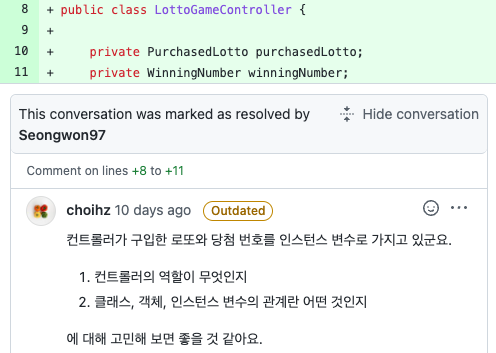 8 + public class LottoGameController {
9 +
10 + private PurchasedLotto purchasedLotto;
11 + private WinningNumber winningNumber;
This conversation was marked as resolved by Hide conversation
Seongwon97
Comment on lines +8 to +11
choihz 10 days ago Outdated
컨트롤러가 구입한 로또와 당첨 번호를 인스턴스 변수로 가지고 있군요.
1. 컨트롤러의 역할이 무엇인지
2. 클래스, 객체, 인스턴스 변수의 관계란 어떤 것인지
에 대해 고민해 보면 좋을 것 같아요.